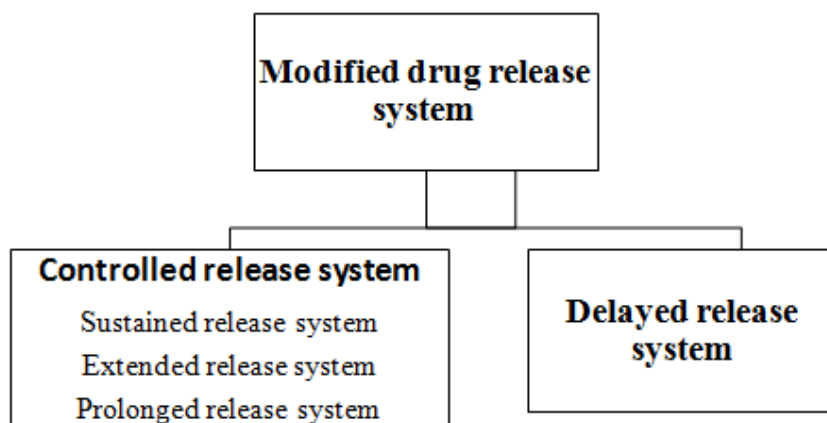 Modified drug release
system
Controlled release system
Sustained release system
Extended release system
Prolonged release system
Delayed release
system